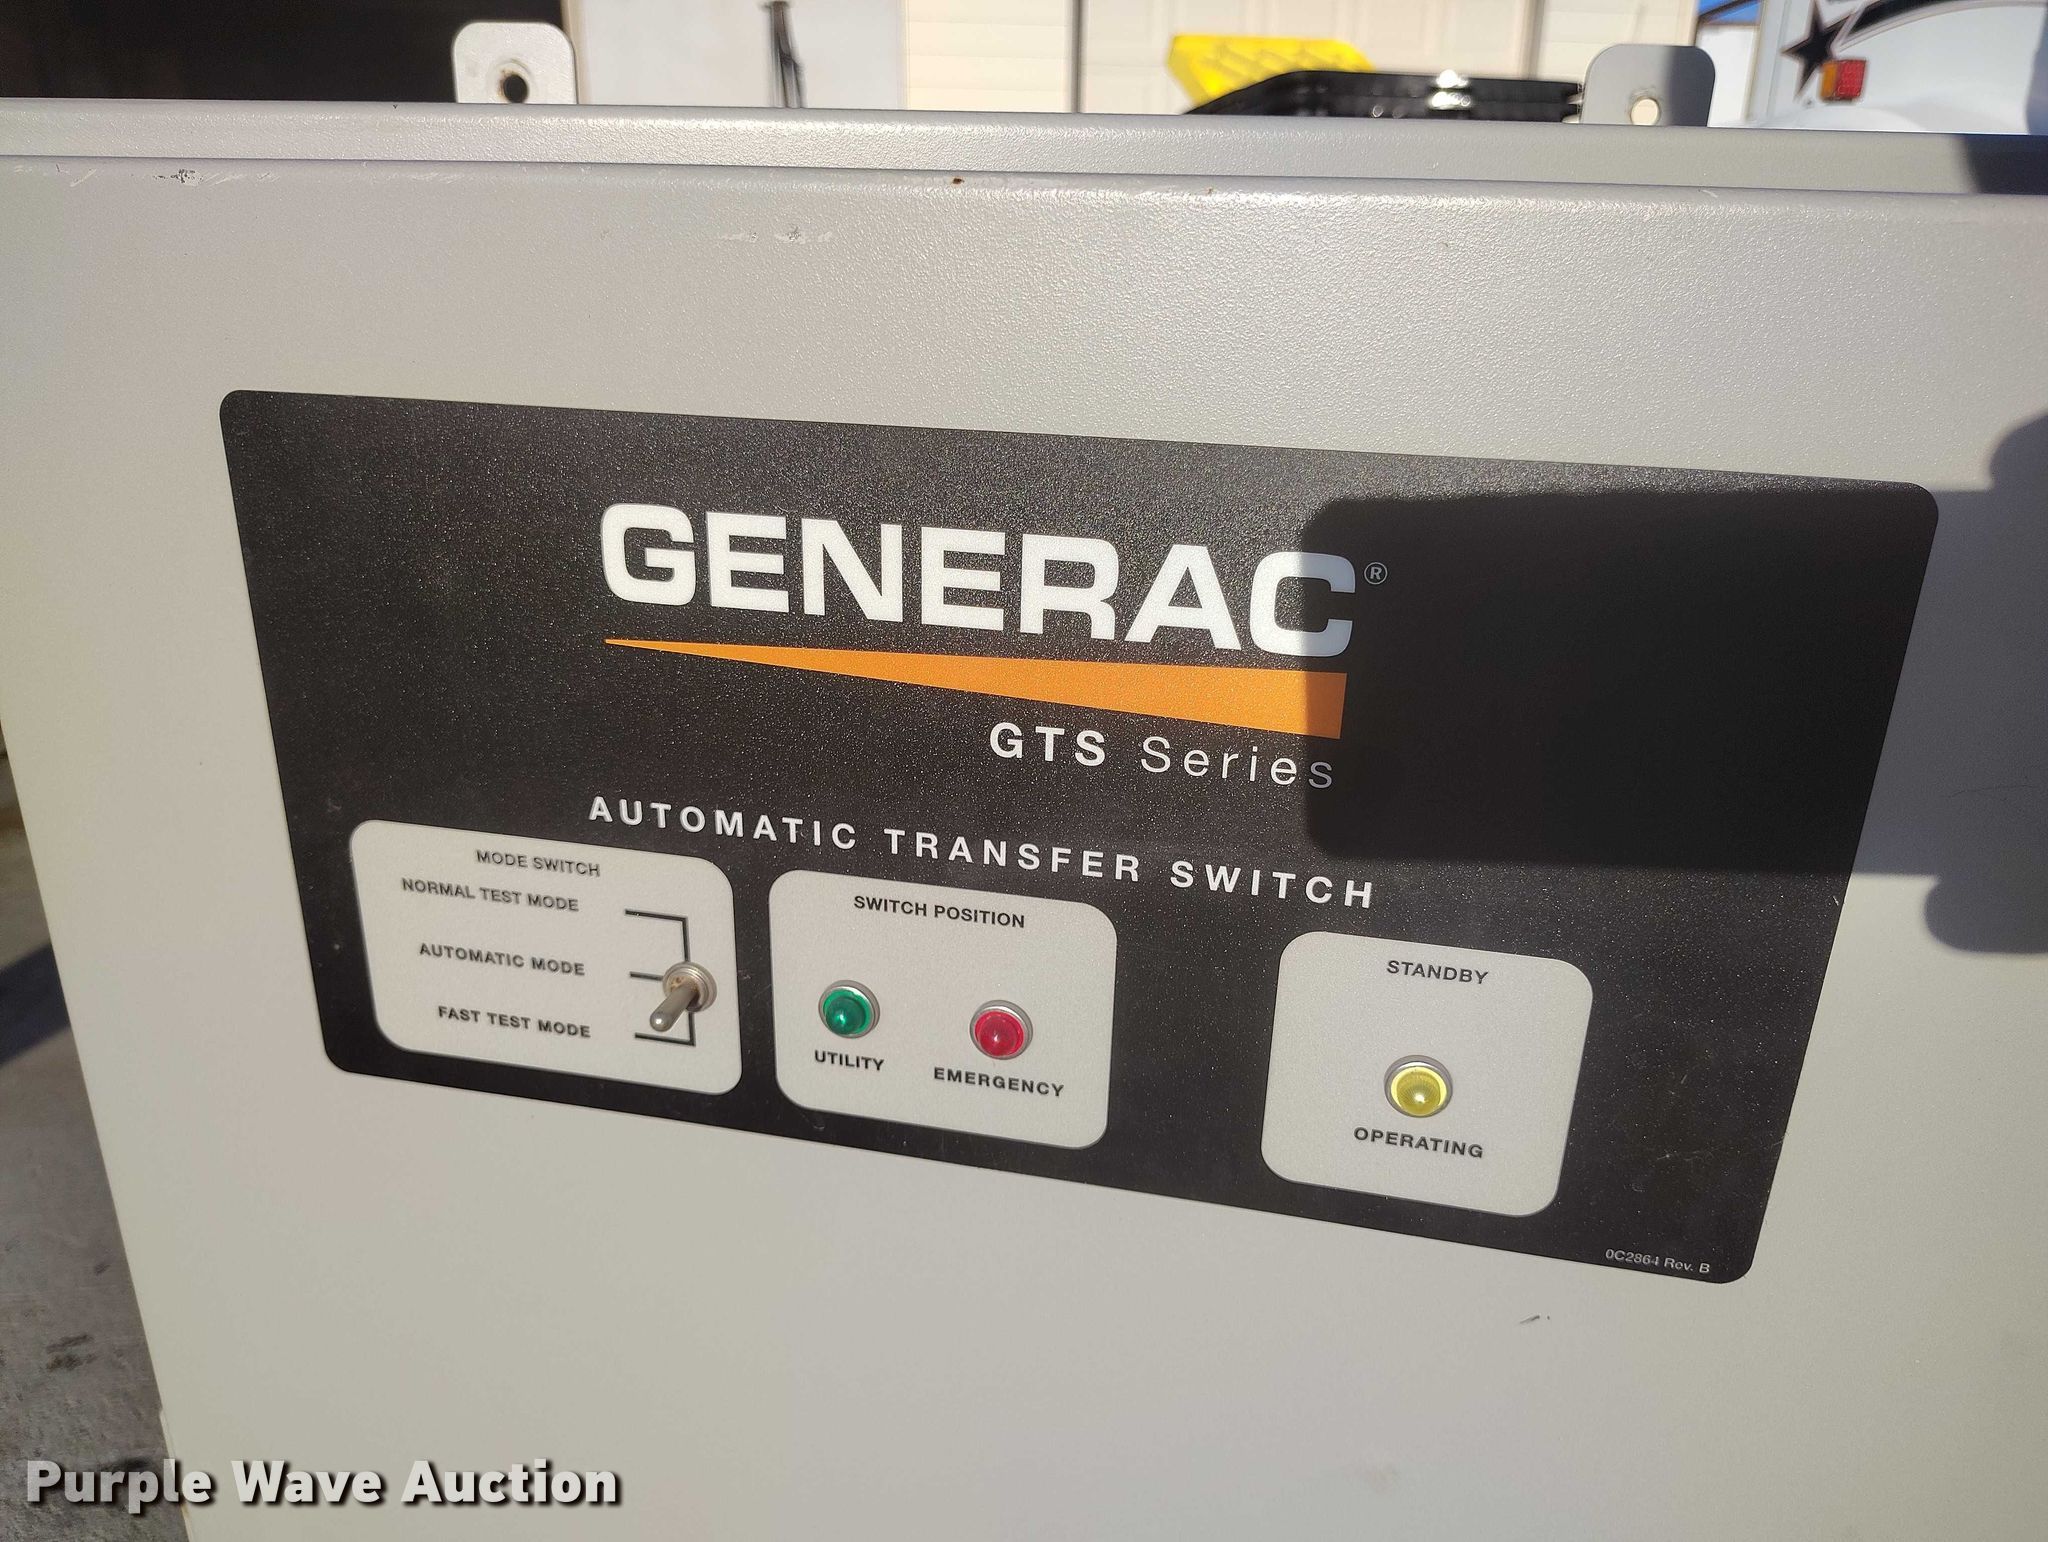 GENERAC®
GTS Series
AUTOMATIC TRANSFER SWITCH
MODE SWITCH
NORMAL TEST MODE
AUTOMATIC MODE
FAST TEST MODE
SWITCH POSITION
UTILITY
EMERGENCY
STANDBY
OPERATING
0C2864 Rev. B
Purple Wave Auction